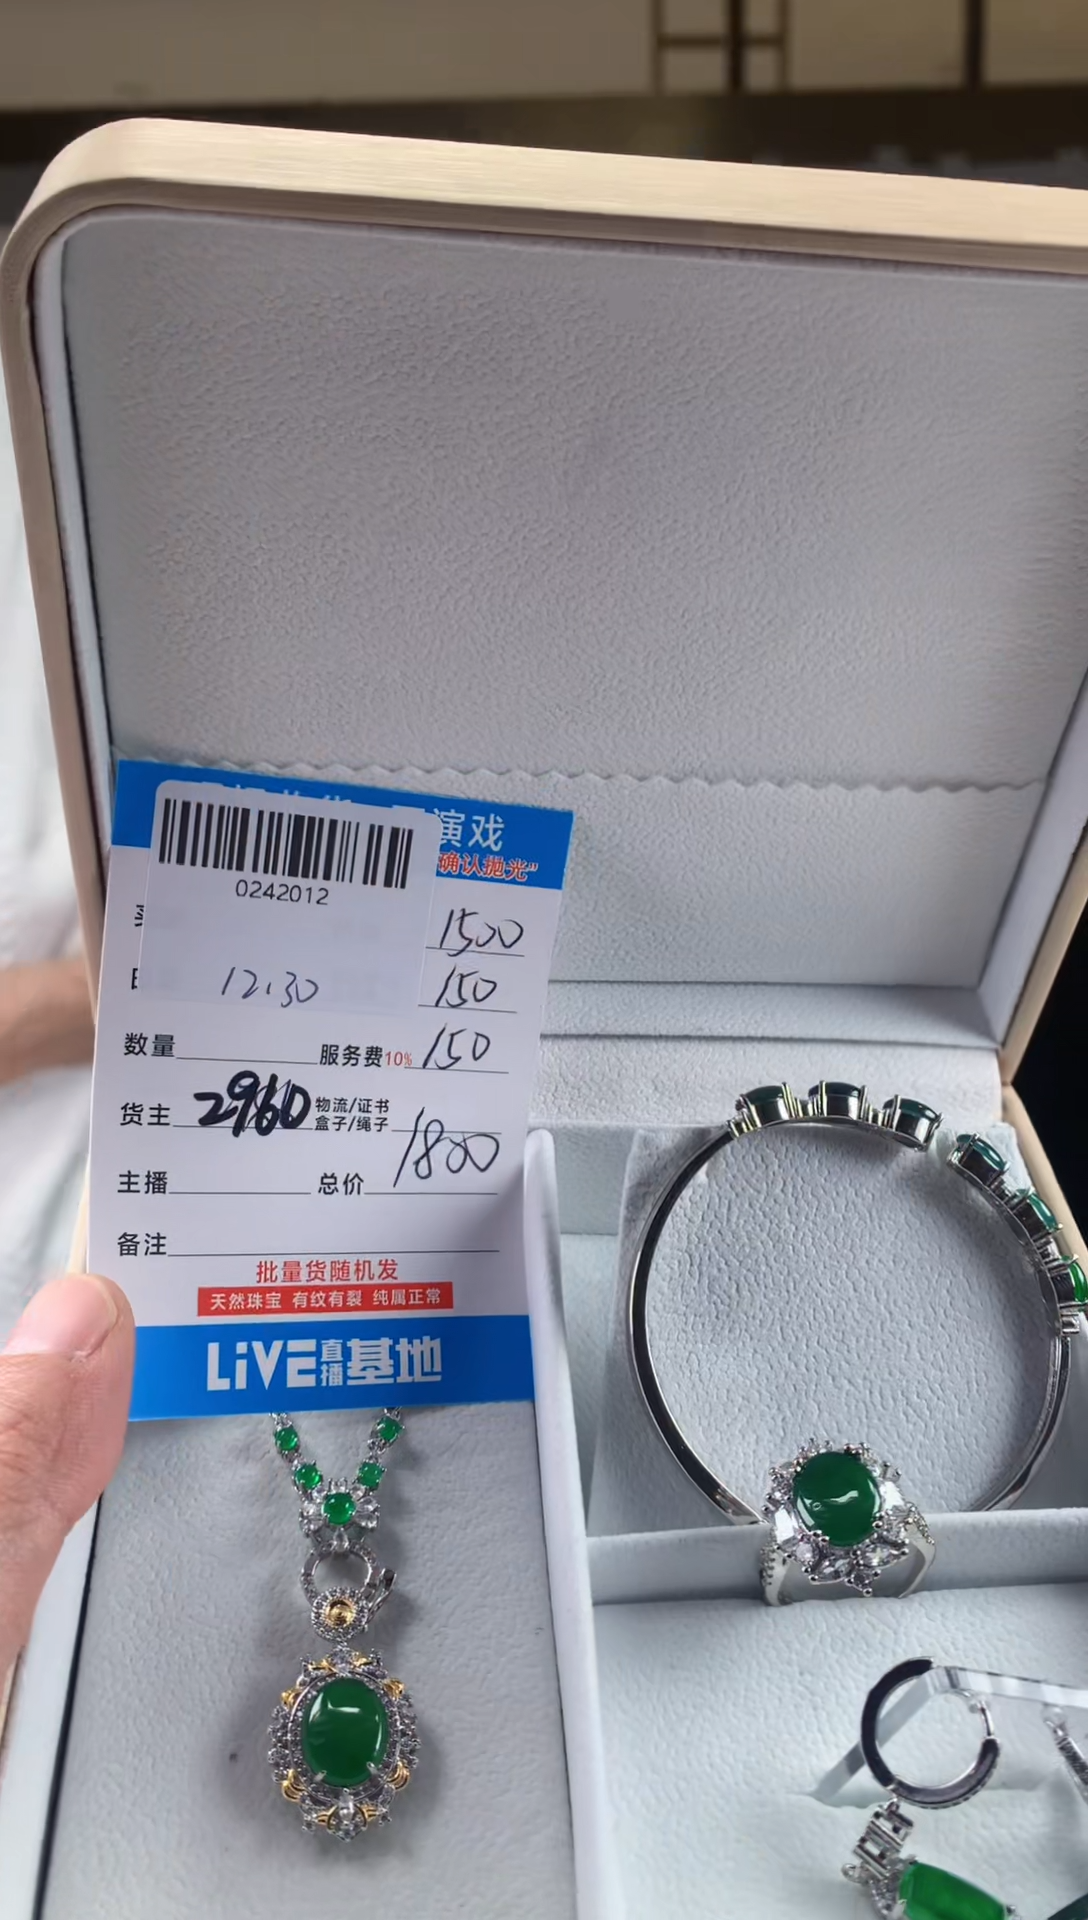 演戏
确认抛光”
0242012
1500
12.30
150
数量 服务费10% 150
货主 2960 物流/证书
盒子/绳子
主播 总价 1800
备注
批量货随机发
天然珠宝 有纹有裂 纯属正常
LiVE直播基地